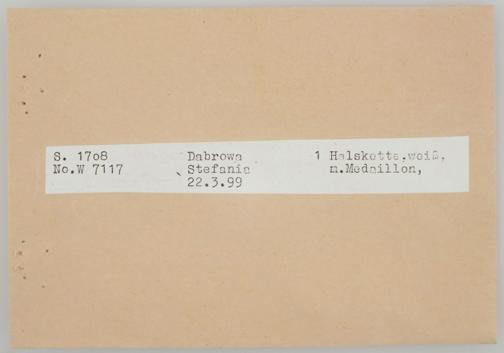 S. 17o8 Dabrowa 1 Halskette,weiß,
No.W 7117 Stefania m.Medaillon,
22.3.99